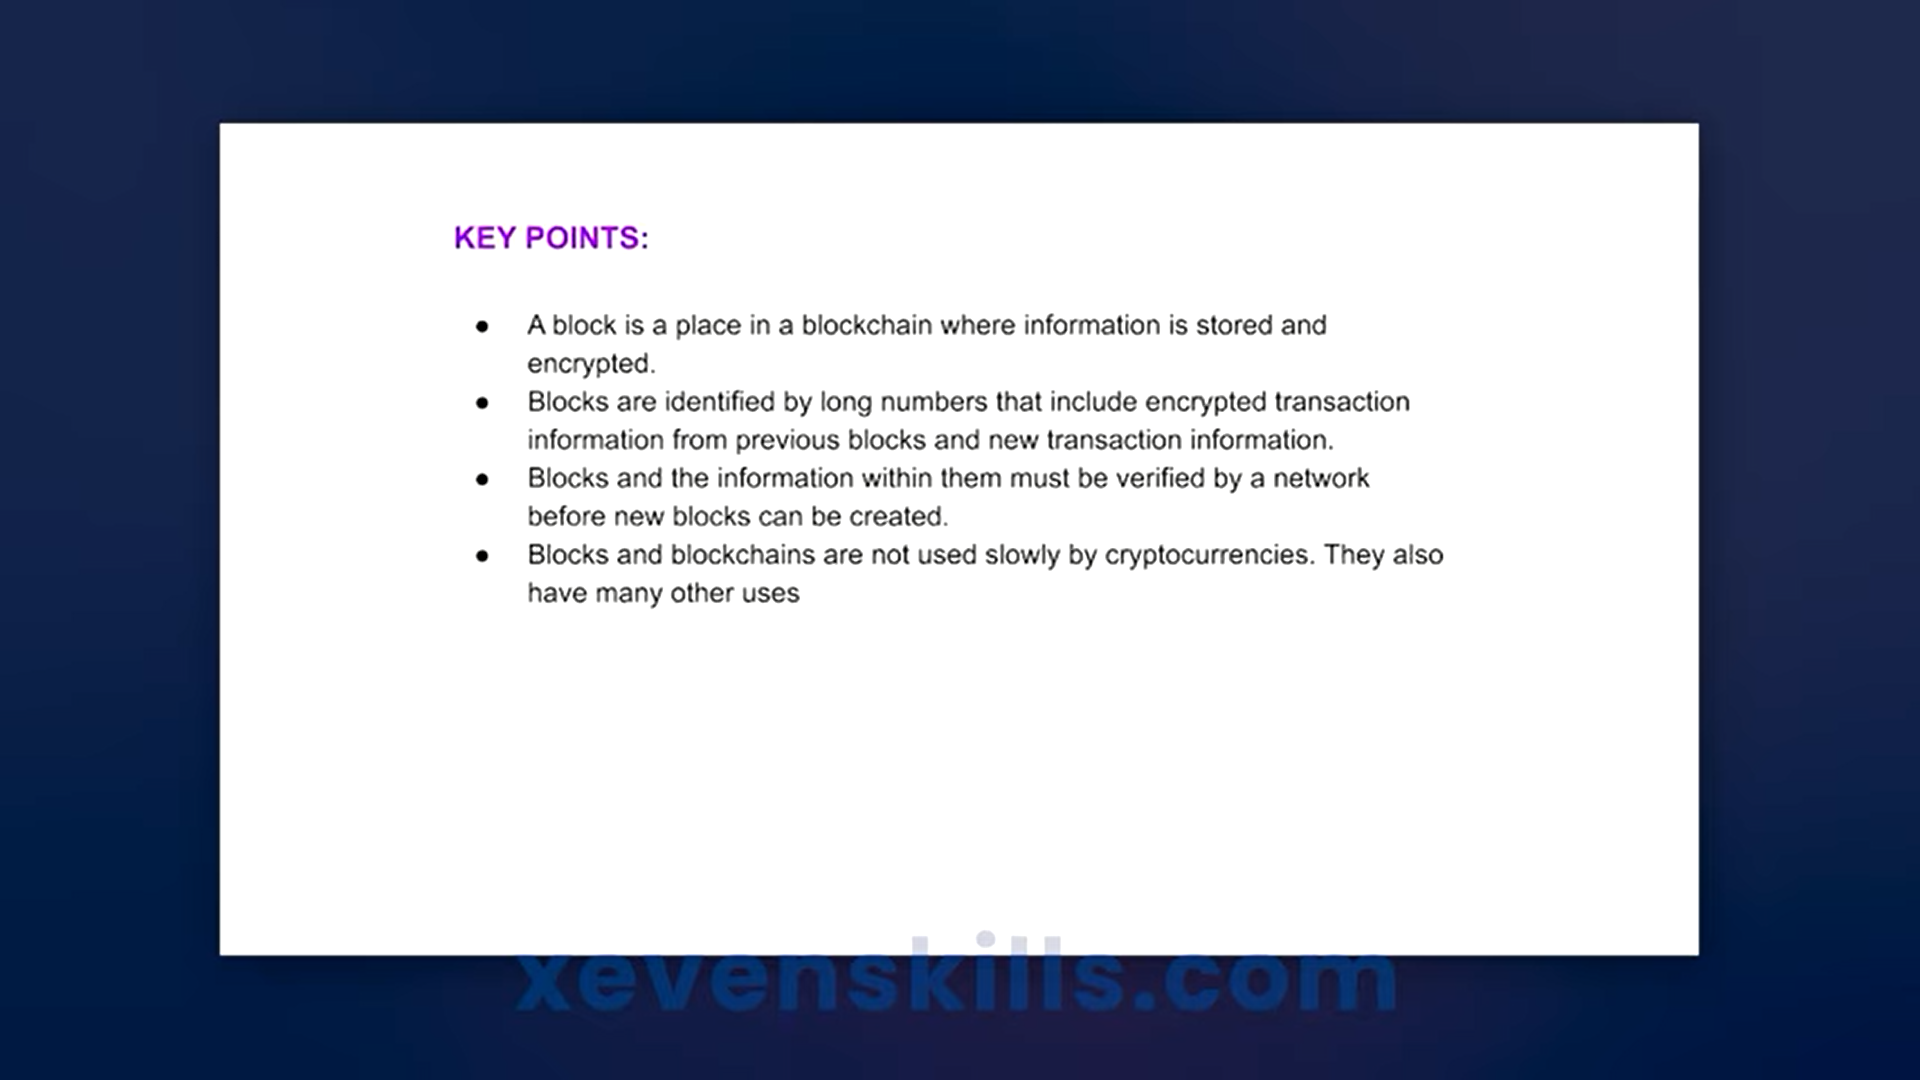 KEY POINTS:
● A block is a place in a blockchain where information is stored and
encrypted.
● Blocks are identified by long numbers that include encrypted transaction
information from previous blocks and new transaction information.
● Blocks and the information within them must be verified by a network
before new blocks can be created.
● Blocks and blockchains are not used slowly by cryptocurrencies. They also
have many other uses
xevenskills.com